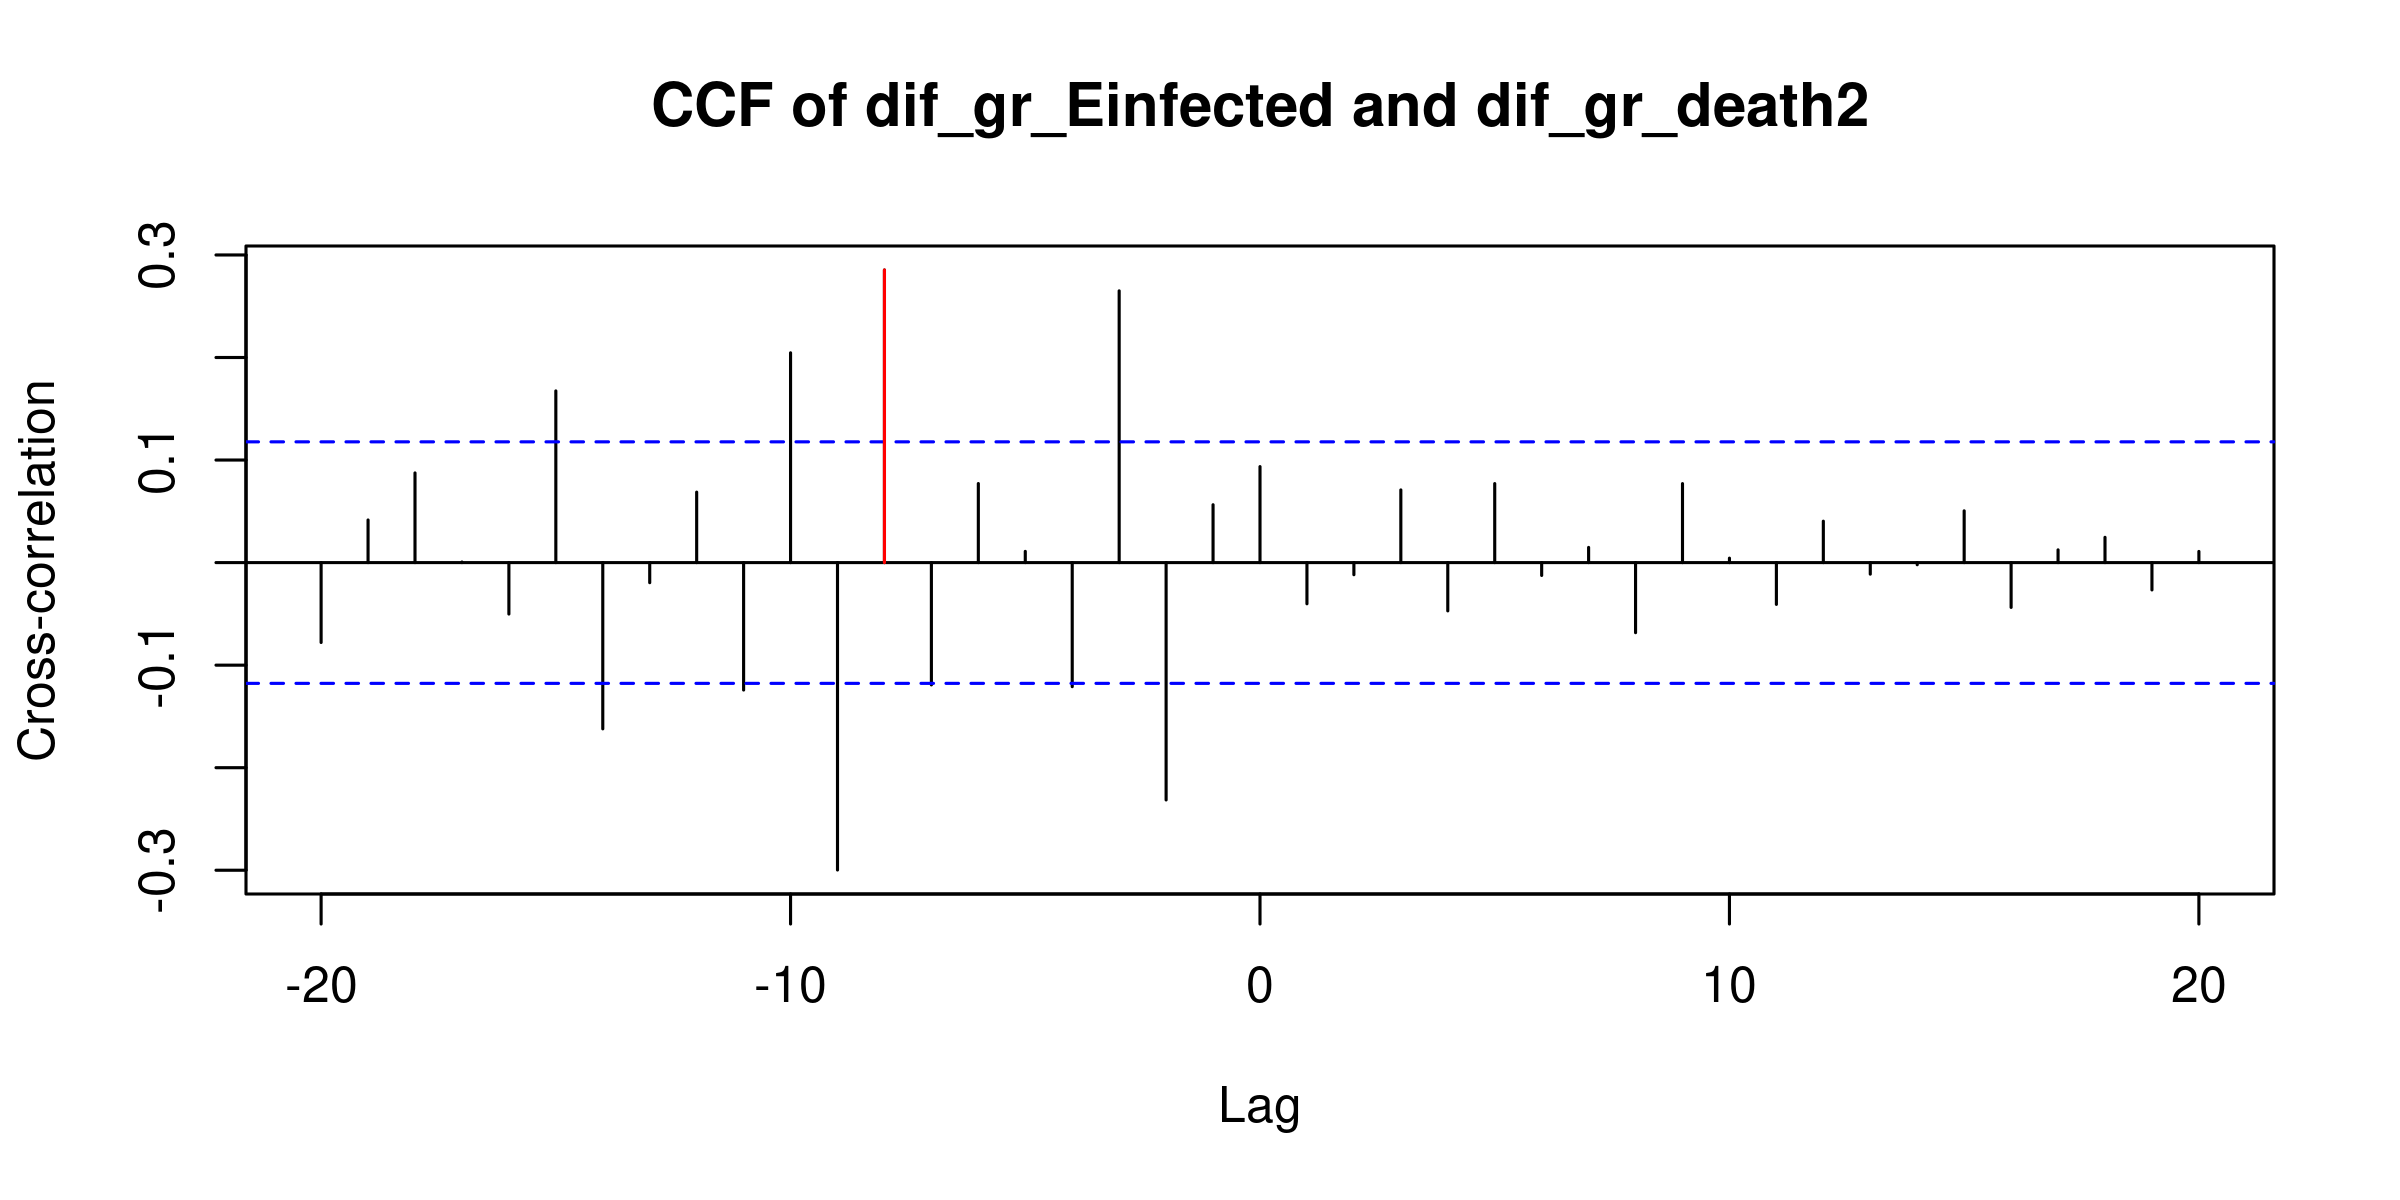 CCF of dif_gr_Einfected and dif_gr_death2
Cross-correlation
0.3
0.1
-0.1
-0.3
-20 -10 0 10 20
Lag